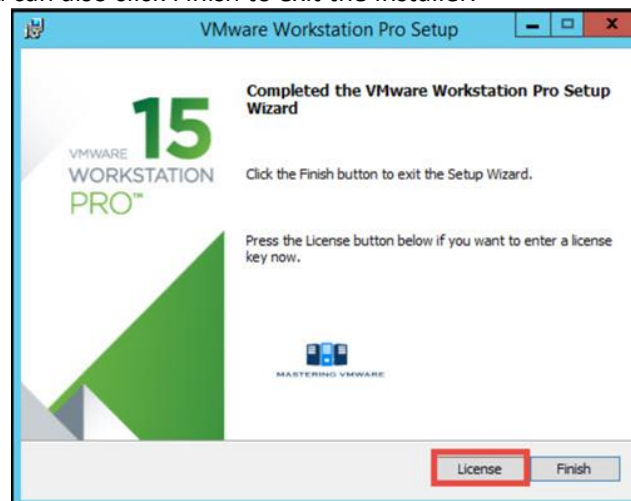 can also click Finish to exit the installer.
VMware Workstation Pro Setup
Completed the VMware Workstation Pro Setup
Wizard
VMWARE 15
WORKSTATION
PRO™
Click the Finish button to exit the Setup Wizard.
Press the License button below if you want to enter a license
key now.
MASTERING VMWARE
License Finish